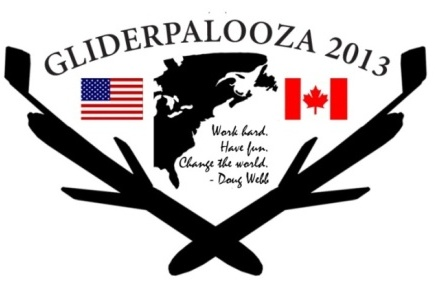 GLIDERPALOOZA 2013
Work hard.
Have fun.
Change the world.
- Doug Webb